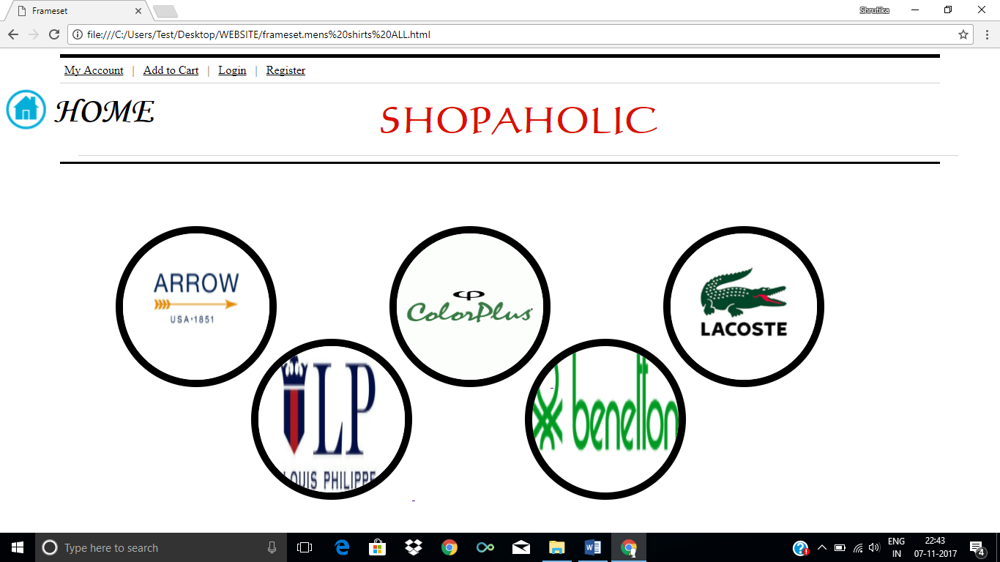 Frameset
Shrutika
file:///C:/Users/Test/Desktop/WEBSITE/frameset.mens%20shirts%20ALL.html
My Account | Add to Cart | Login | Register
HOME
SHOPAHOLIC
ARROW
USA·1851
cp
ColorPlus
LACOSTE
LP
LOUIS PHILIPPE
benetton
Type here to search
ENG
IN
22:43
07-11-2017
4